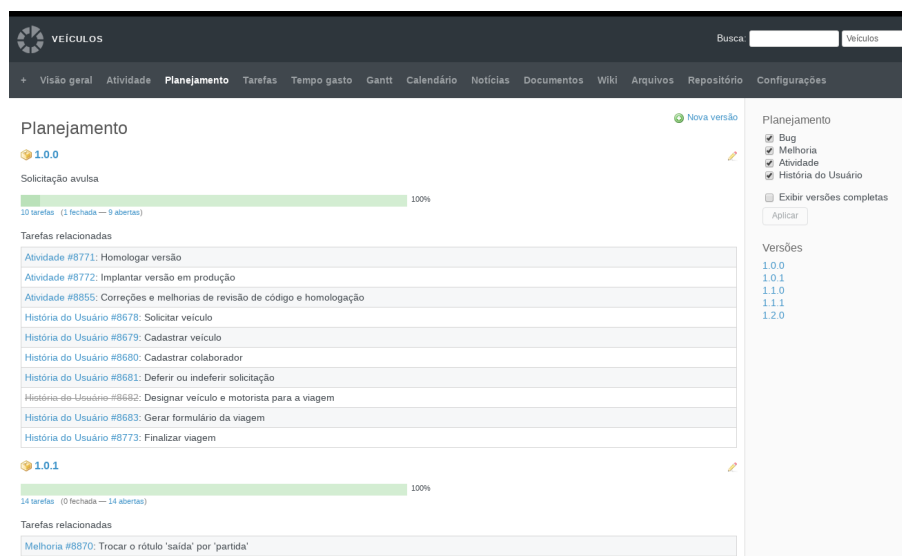 VEÍCULOS
Busca:
Veículos
+ Visão geral Atividade Planejamento Tarefas Tempo gasto Gantt Calendário Notícias Documentos Wiki Arquivos Repositório Configurações
Planejamento
Nova versão
1.0.0
Solicitação avulsa
100%
10 tarefas (1 fechada — 9 abertas)
Tarefas relacionadas
Atividade #8771: Homologar versão
Atividade #8772: Implantar versão em produção
Atividade #8855: Correções e melhorias de revisão de código e homologação
História do Usuário #8678: Solicitar veículo
História do Usuário #8679: Cadastrar veículo
História do Usuário #8680: Cadastrar colaborador
História do Usuário #8681: Deferir ou indeferir solicitação
História do Usuário #8682: Designar veículo e motorista para a viagem
História do Usuário #8683: Gerar formulário da viagem
História do Usuário #8773: Finalizar viagem
1.0.1
100%
14 tarefas (0 fechada — 14 abertas)
Tarefas relacionadas
Melhoria #8870: Trocar o rótulo 'saída' por 'partida'
Planejamento
Bug
Melhoria
Atividade
História do Usuário
Exibir versões completas
Aplicar
Versões
1.0.0
1.0.1
1.1.0
1.1.1
1.2.0